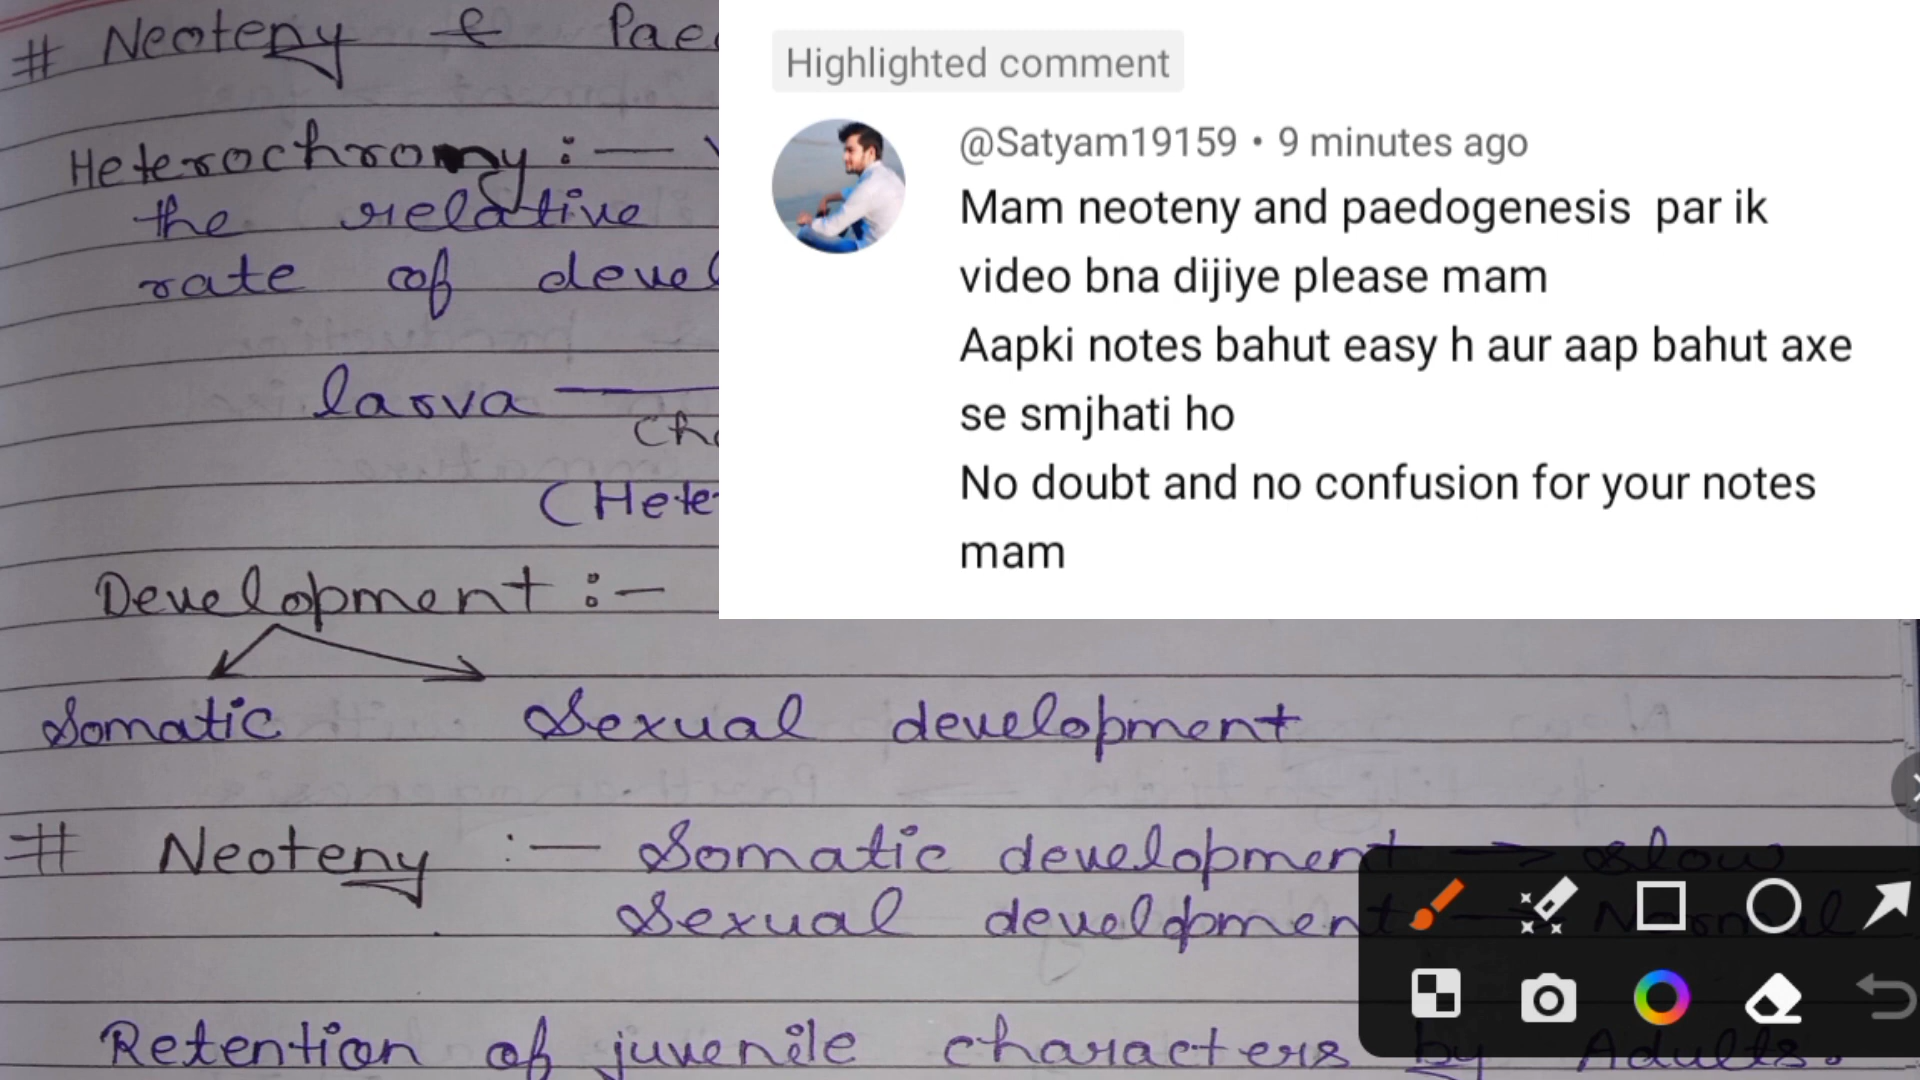 # Neoteny & Pae
Heterochromy :—
the relative
rate of devel
larva
Ch
(Hete
Development :-
Somatic Sexual development
# Neoteny :— Somatic development → slow
Sexual development → Normal
Retention of juvenile characters by Adults.
Highlighted comment
@Satyam19159 • 9 minutes ago
Mam neoteny and paedogenesis par ik
video bna dijiye please mam
Aapki notes bahut easy h aur aap bahut axe
se smjhati ho
No doubt and no confusion for your notes
mam